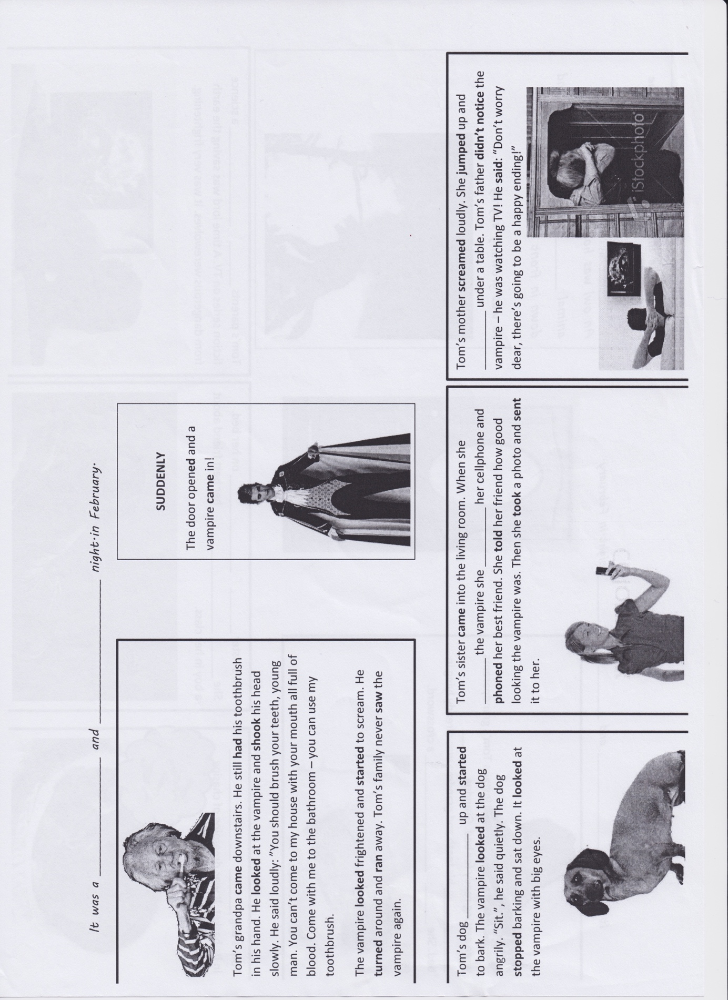 It was a __________ and ____________________ night·in February.
Tom’s grandpa came downstairs. He still had his toothbrush
in his hand. He looked at the vampire and shook his head
slowly. He said loudly: “You should brush your teeth, young
man. You can’t come to my house with your mouth all full of
blood. Come with me to the bathroom – you can use my
toothbrush.
The vampire looked frightened and started to scream. He
turned around and ran away. Tom’s family never saw the
vampire again.
SUDDENLY
The door opened and a
vampire came in!
Tom’s dog __________ up and started
to bark. The vampire looked at the dog
angrily. “Sit.”, he said quietly. The dog
stopped barking and sat down. It looked at
the vampire with big eyes.
Tom’s sister came into the living room. When she
________ the vampire she __________ her cellphone and
phoned her best friend. She told her friend how good
looking the vampire was. Then she took a photo and sent
it to her.
Tom’s mother screamed loudly. She jumped up and
__________ under a table. Tom’s father didn’t notice the
vampire – he was watching TV! He said: “Don’t worry
dear, there’s going to be a happy ending!”
iStockphoto